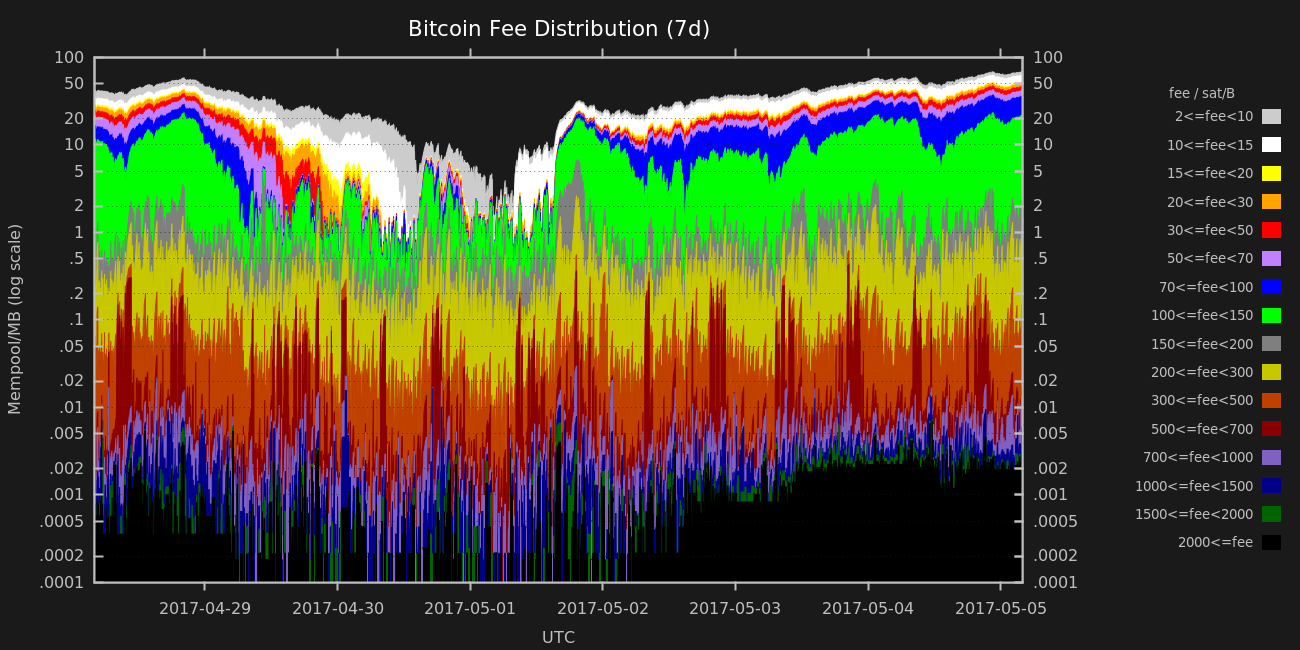 Bitcoin Fee Distribution (7d)
Mempool/MB (log scale)
100
50
20
10
5
2
1
.5
.2
.1
.05
.02
.01
.005
.002
.001
.0005
.0002
.0001
100
50
20
10
5
2
1
.5
.2
.1
.05
.02
.01
.005
.002
.001
.0005
.0002
.0001
2017-04-29 2017-04-30 2017-05-01 2017-05-02 2017-05-03 2017-05-04 2017-05-05
UTC
fee / sat/B
2<=fee<10
10<=fee<15
15<=fee<20
20<=fee<30
30<=fee<50
50<=fee<70
70<=fee<100
100<=fee<150
150<=fee<200
200<=fee<300
300<=fee<500
500<=fee<700
700<=fee<1000
1000<=fee<1500
1500<=fee<2000
2000<=fee